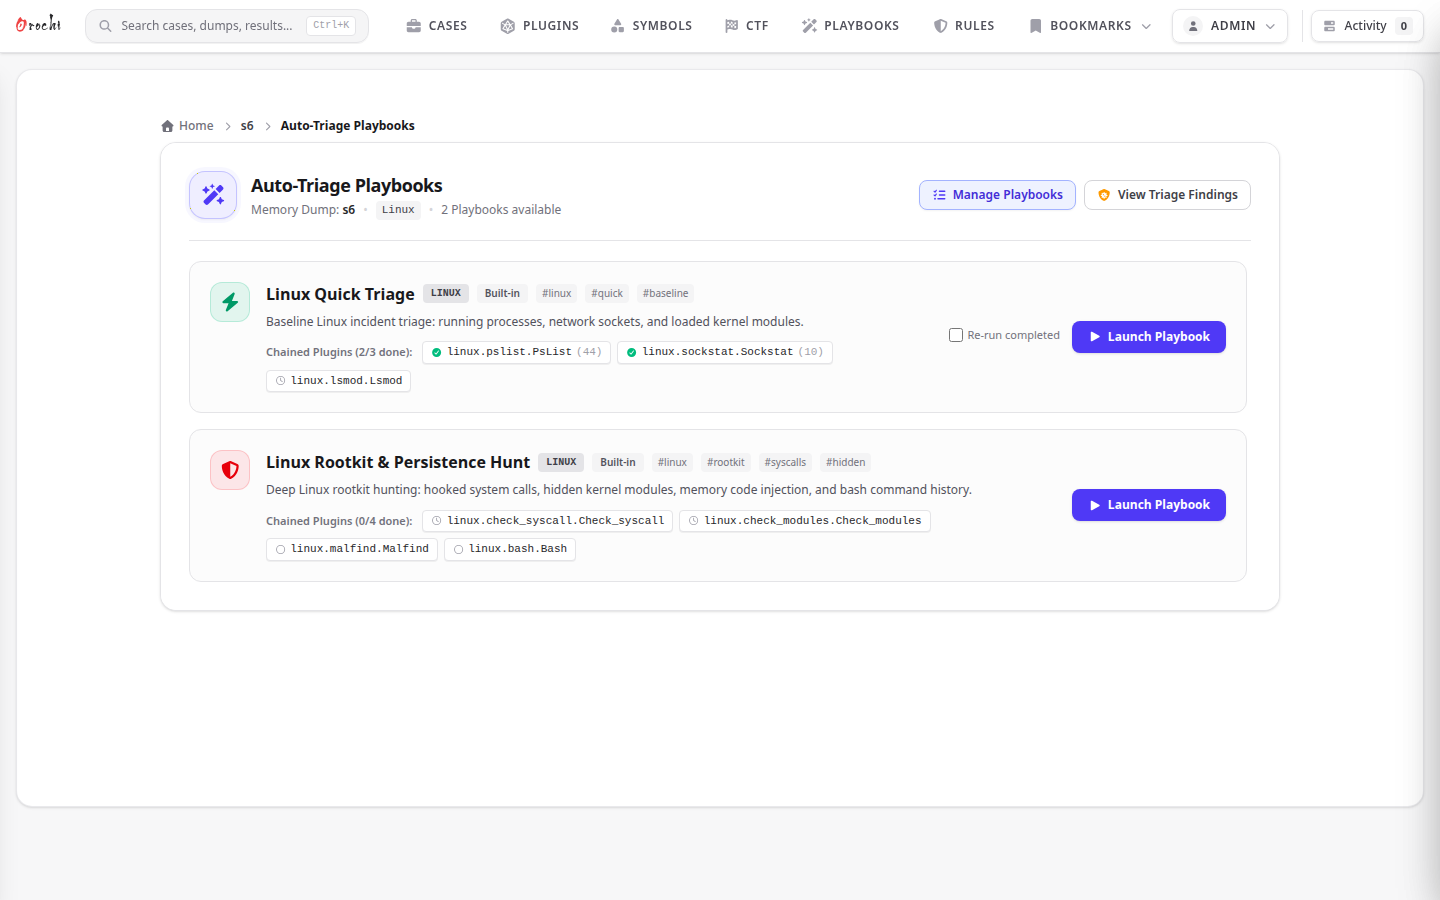 Orochi
Search cases, dumps, results... Ctrl+K
CASES
PLUGINS
SYMBOLS
CTF
PLAYBOOKS
RULES
BOOKMARKS
ADMIN
Activity 0
Home > s6 > Auto-Triage Playbooks
Auto-Triage Playbooks
Memory Dump: s6 • Linux • 2 Playbooks available
Manage Playbooks
View Triage Findings
Linux Quick Triage LINUX Built-in #linux #quick #baseline
Baseline Linux incident triage: running processes, network sockets, and loaded kernel modules.
Chained Plugins (2/3 done): linux.pslist.PsList (44) linux.sockstat.Sockstat (10)
linux.lsmod.Lsmod
Re-run completed
Launch Playbook
Linux Rootkit & Persistence Hunt LINUX Built-in #linux #rootkit #syscalls #hidden
Deep Linux rootkit hunting: hooked system calls, hidden kernel modules, memory code injection, and bash command history.
Chained Plugins (0/4 done): linux.check_syscall.Check_syscall linux.check_modules.Check_modules
linux.malfind.Malfind linux.bash.Bash
Launch Playbook